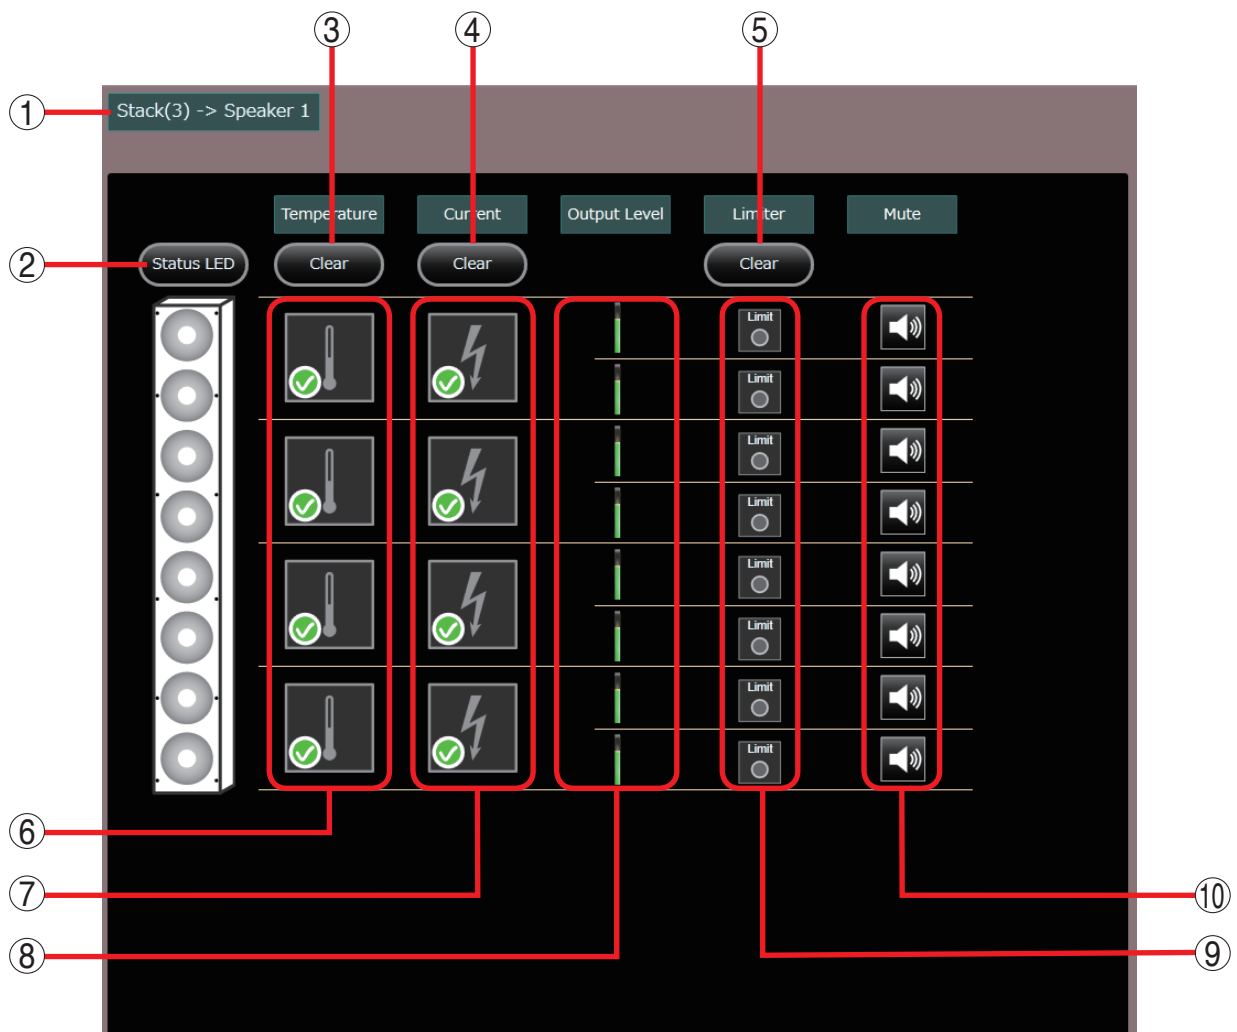 ③ ④ ⑤
① Stack(3) -> Speaker 1
Temperature Current Output Level Limiter Mute
② Status LED Clear Clear Clear
Limit
Limit
Limit
Limit
Limit
Limit
Limit
Limit
⑥
⑦ ⑩
⑧ ⑨